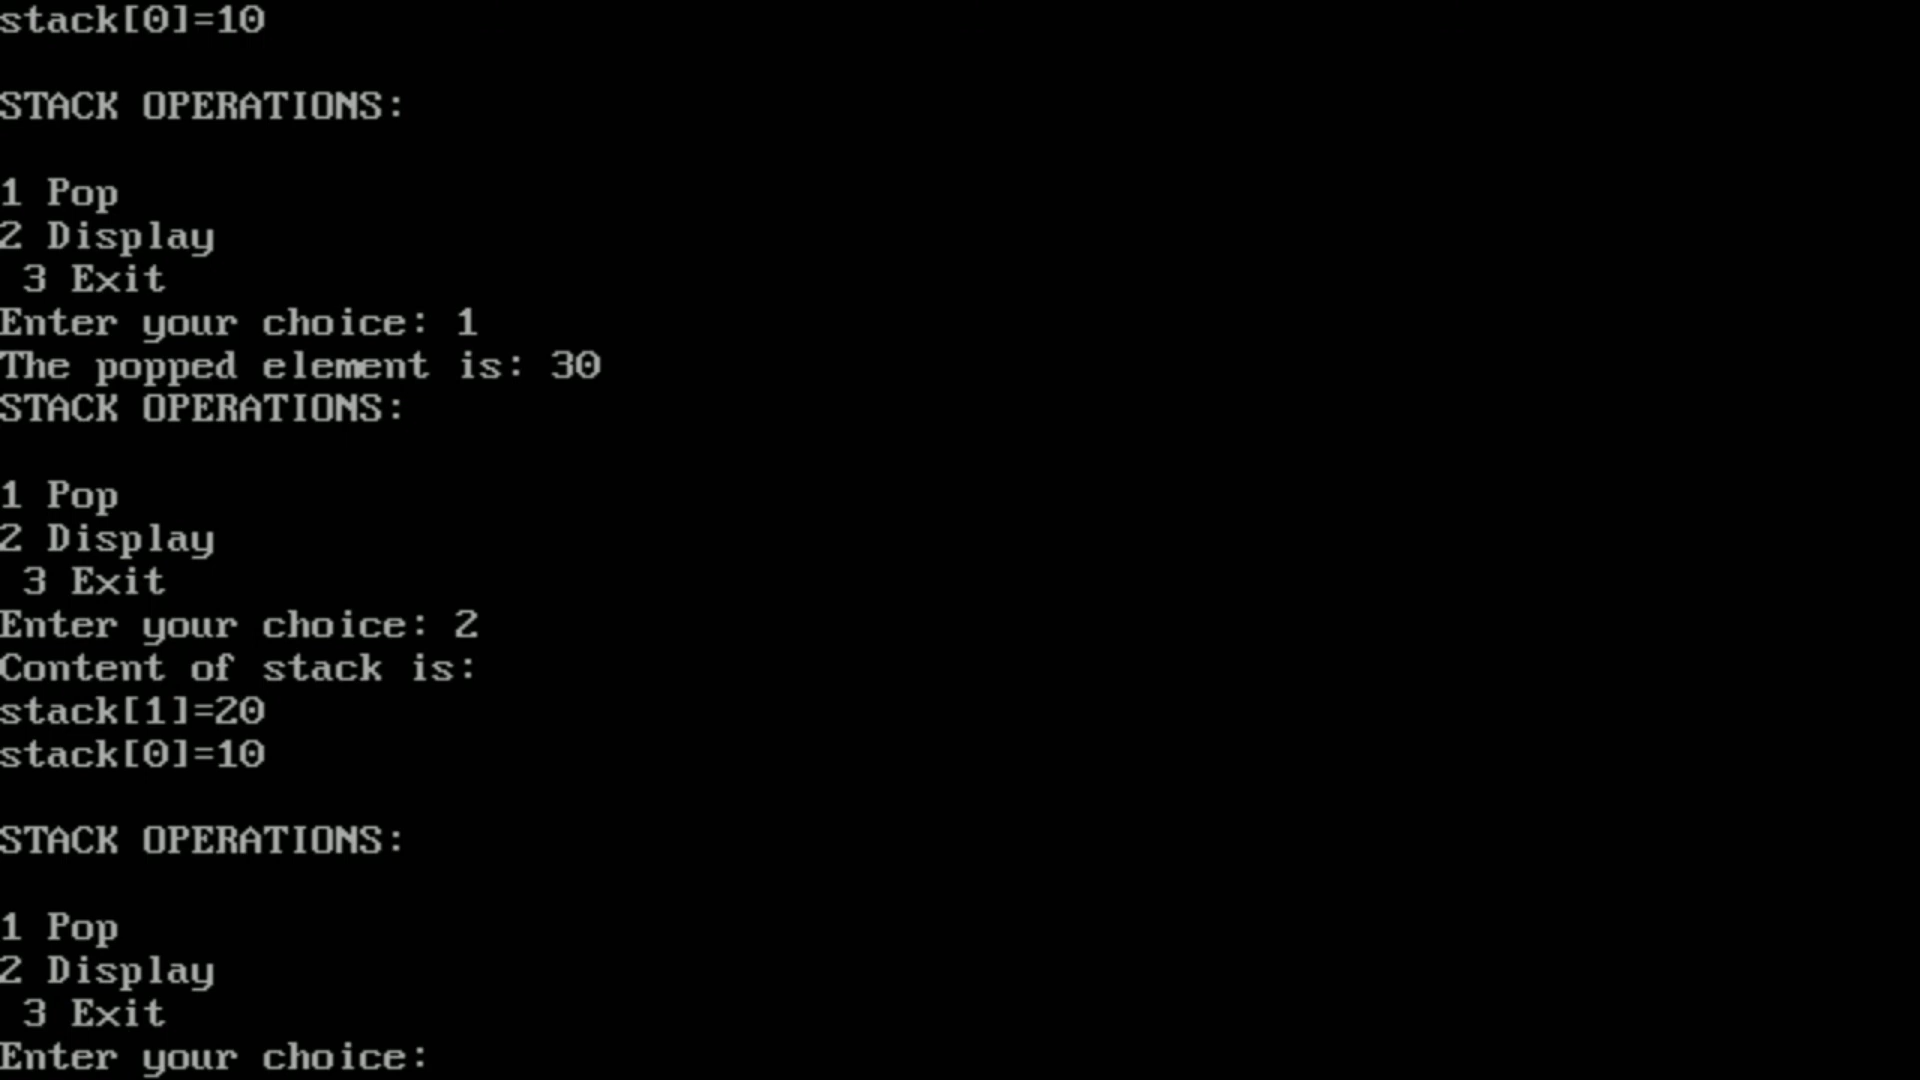 stack[0]=10
STACK OPERATIONS:
1 Pop
2 Display
3 Exit
Enter your choice: 1
The popped element is: 30
STACK OPERATIONS:
1 Pop
2 Display
3 Exit
Enter your choice: 2
Content of stack is:
stack[1]=20
stack[0]=10
STACK OPERATIONS:
1 Pop
2 Display
3 Exit
Enter your choice: